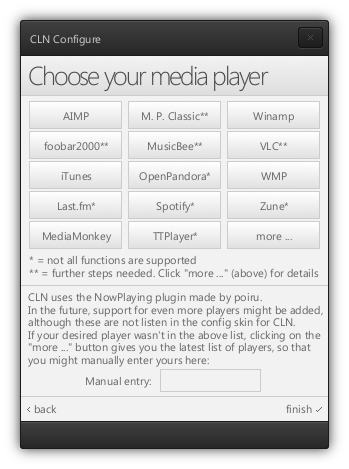 CLN Configure
Choose your media player
AIMP M. P. Classic** Winamp
foobar2000** MusicBee** VLC**
iTunes OpenPandora* WMP
Last.fm* Spotify* Zune*
MediaMonkey TTPlayer* more ...
* = not all functions are supported
** = further steps needed. Click "more ..." (above) for details
CLN uses the NowPlaying plugin made by poiru.
In the future, support for even more players might be added,
although these are not listen in the config skin for CLN.
If your desired player wasn't in the above list, clicking on the
"more ..." button gives you the latest list of players, so that
you might manually enter yours here:
Manual entry:
‹ back finish ✓